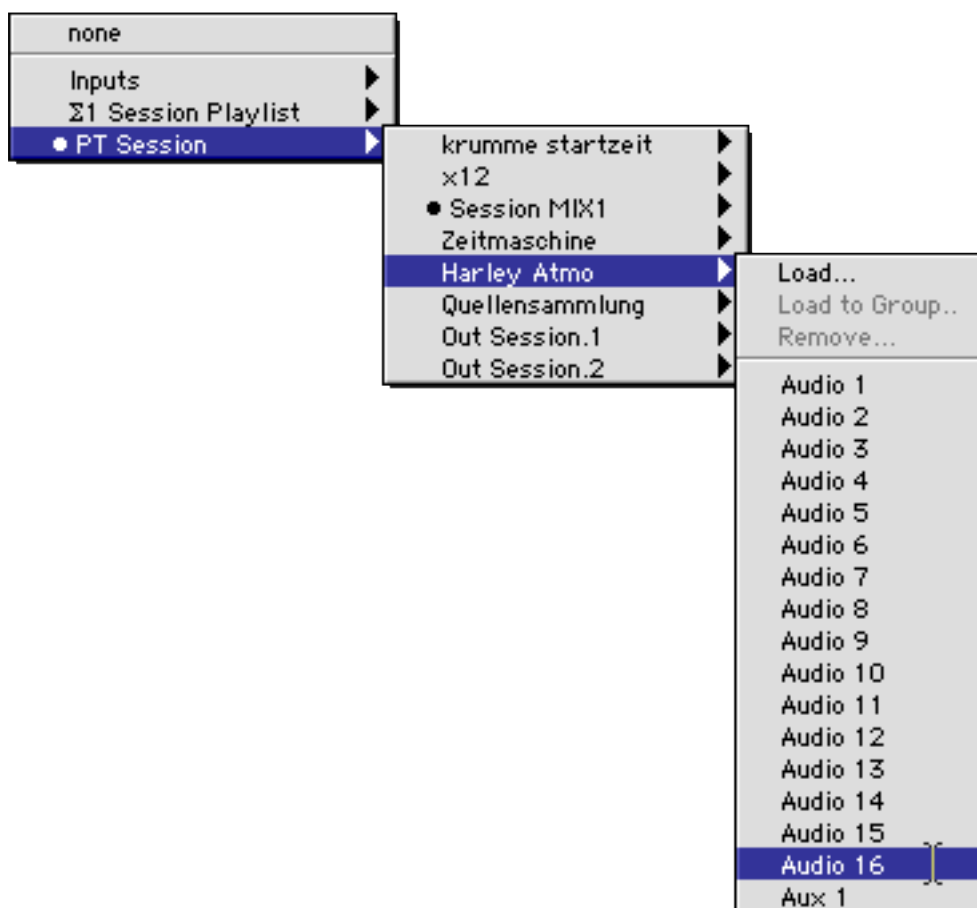 none
Inputs
Σ1 Session Playlist
PT Session
krumme startzeit
x12
Session MIX1
Zeitmaschine
Harley Atmo
Quellensammlung
Out Session.1
Out Session.2
Load...
Load to Group..
Remove...
Audio 1
Audio 2
Audio 3
Audio 4
Audio 5
Audio 6
Audio 7
Audio 8
Audio 9
Audio 10
Audio 11
Audio 12
Audio 13
Audio 14
Audio 15
Audio 16
Aux 1